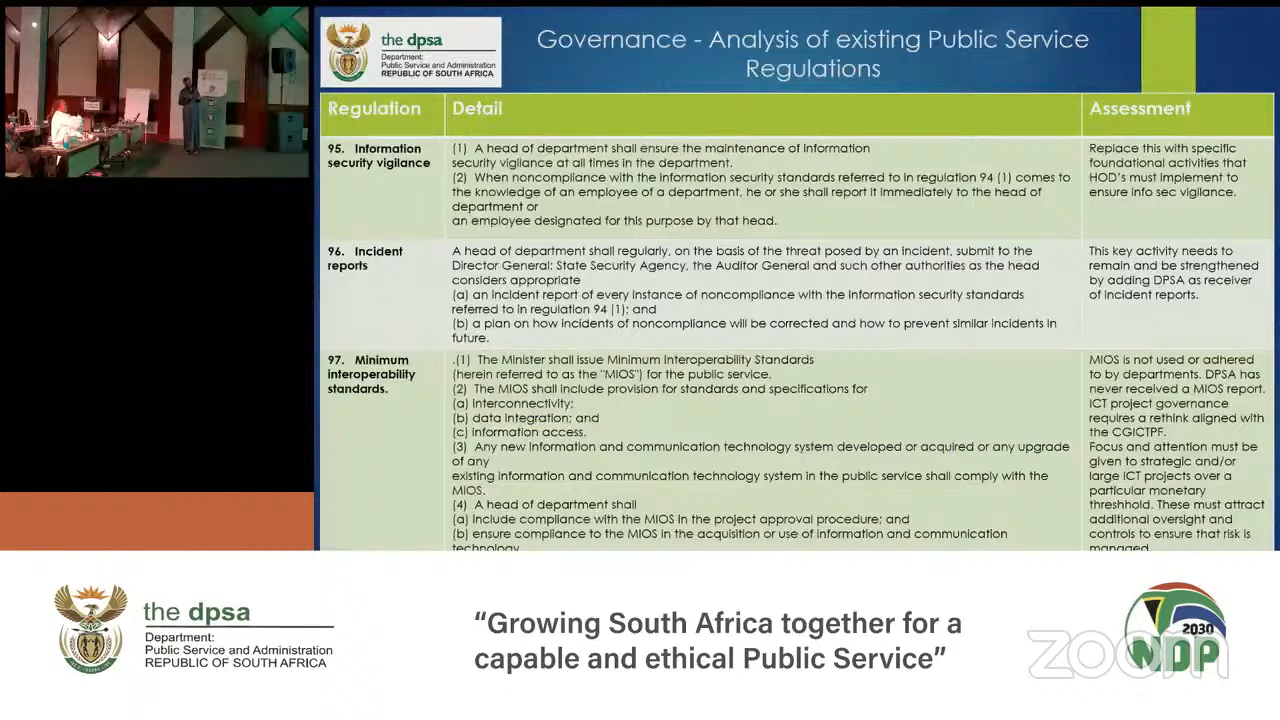 the dpsa
Department:
Public Service and Administration
REPUBLIC OF SOUTH AFRICA
Governance - Analysis of existing Public Service
Regulations
Regulation
Detail
Assessment
95. Information
security vigilance
(1) A head of department shall ensure the maintenance of information
security vigilance at all times in the department.
(2) When noncompliance with the information security standards referred to in regulation 94 (1) comes to
the knowledge of an employee of a department, he or she shall report it immediately to the head of
department or
an employee designated for this purpose by that head.
Replace this with specific
foundational activities that
HOD's must implement to
ensure info sec vigilance.
96. Incident
reports
A head of department shall regularly, on the basis of the threat posed by an incident, submit to the
Director General: State Security Agency, the Auditor General and such other authorities as the head
considers appropriate
(a) an incident report of every instance of noncompliance with the information security standards
referred to in regulation 94 (1); and
(b) a plan on how incidents of noncompliance will be corrected and how to prevent similar incidents in
future.
This key activity needs to
remain and be strengthened
by adding DPSA as receiver
of incident reports.
97. Minimum
interoperability
standards.
.(1) The Minister shall issue Minimum Interoperability Standards
(herein referred to as the "MIOS") for the public service.
(2) The MIOS shall include provision for standards and specifications for
(a) interconnectivity;
(b) data integration; and
(c) information access.
(3) Any new information and communication technology system developed or acquired or any upgrade
of any
existing information and communication technology system in the public service shall comply with the
MIOS.
(4) A head of department shall
(a) include compliance with the MIOS in the project approval procedure; and
(b) ensure compliance to the MIOS in the acquisition or use of information and communication
technology
MIOS is not used or adhered
to by departments. DPSA has
never received a MIOS report.
ICT project governance
requires a rethink aligned with
the CGICTPF.
Focus and attention must be
given to strategic and/or
large ICT projects over a
particular monetary
threshhold. These must attract
additional oversight and
controls to ensure that risk is
managed
the dpsa
Department:
Public Service and Administration
REPUBLIC OF SOUTH AFRICA
“Growing South Africa together for a
capable and ethical Public Service”
2030
NDP
zoom